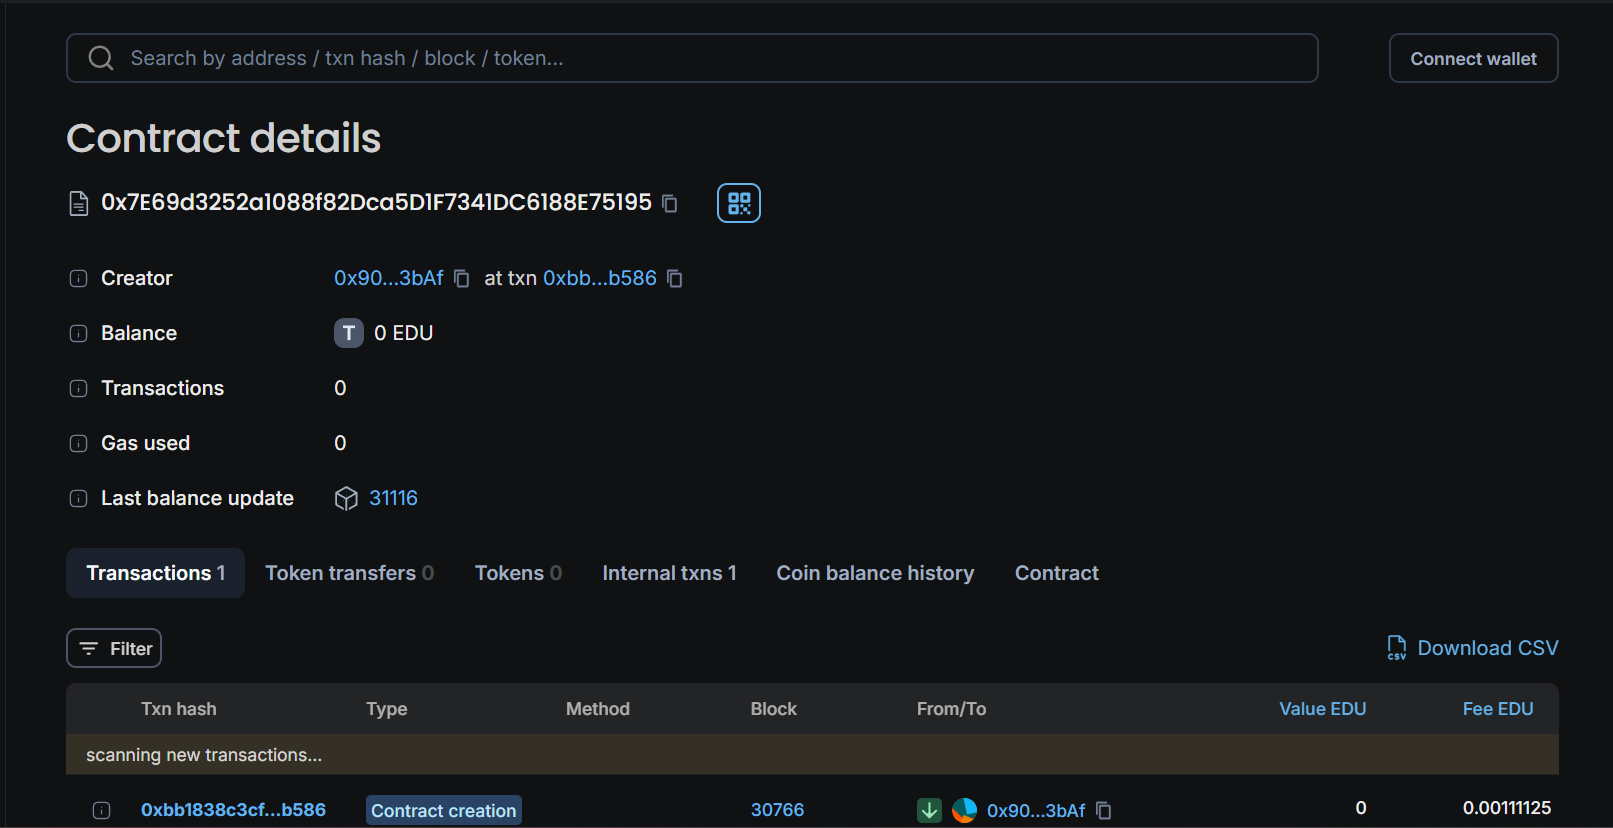 Search by address / txn hash / block / token...
Connect wallet
Contract details
0x7E69d3252a1088f82Dca5D1F7341DC6188E75195
Creator 0x90...3bAf at txn 0xbb...b586
Balance T 0 EDU
Transactions 0
Gas used 0
Last balance update 31116
Transactions 1 Token transfers 0 Tokens 0 Internal txns 1 Coin balance history Contract
Filter
CSV Download CSV
Txn hash Type Method Block From/To Value EDU Fee EDU
scanning new transactions...
0xbb1838c3cf...b586 Contract creation 30766 0x90...3bAf 0 0.00111125